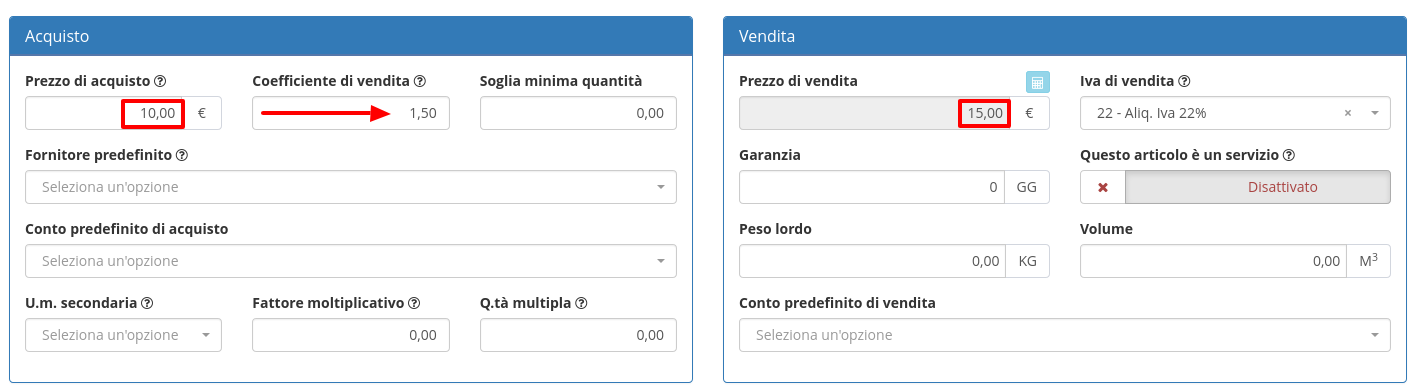 Acquisto
Prezzo di acquisto Coefficiente di vendita Soglia minima quantità
10,00 € 1,50 0,00
Fornitore predefinito
Seleziona un'opzione
Conto predefinito di acquisto
Seleziona un'opzione
U.m. secondaria Fattore moltiplicativo Q.tà multipla
Seleziona un'opzione 0,00 0,00
Vendita
Prezzo di vendita Iva di vendita
15,00 € 22 - Aliq. Iva 22% ×
Garanzia Questo articolo è un servizio
0 GG Disattivato
Peso lordo Volume
0,00 KG 0,00 M³
Conto predefinito di vendita
Seleziona un'opzione